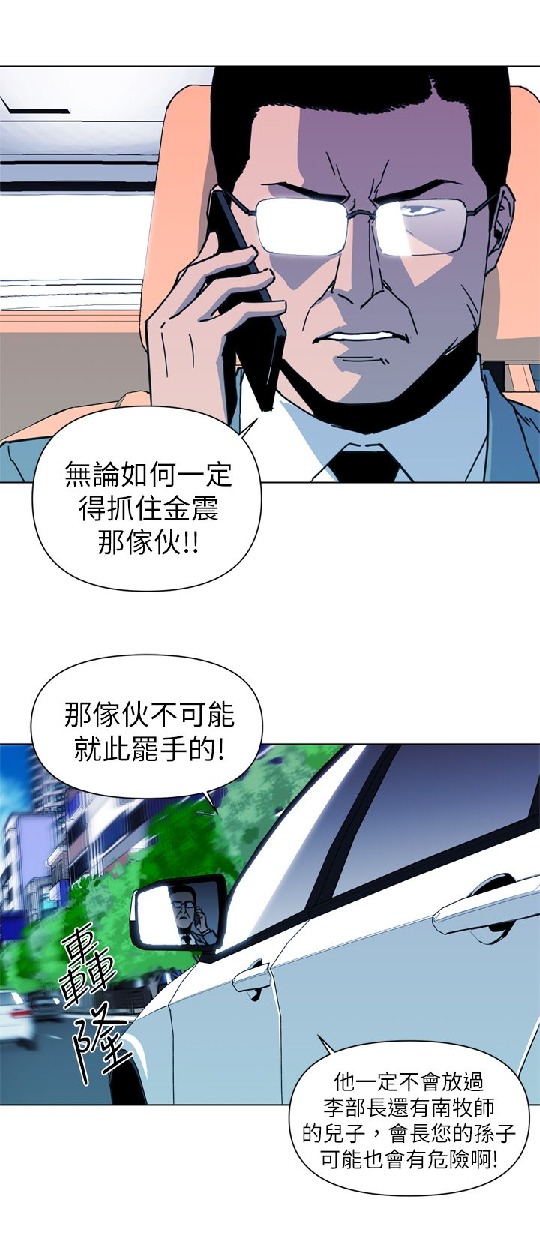 無論如何一定
得抓住金震
那傢伙!!
那傢伙不可能
就此罷手的!
轟隆
他一定不會放過
李部長還有南牧師
的兒子，會長您的孫子
可能也會有危險啊!